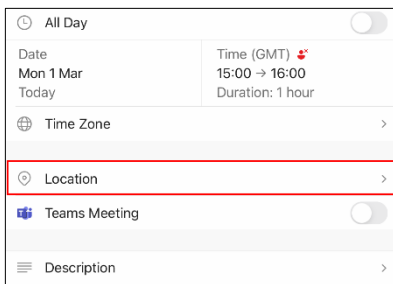 All Day
Date
Mon 1 Mar
Today
Time (GMT)
15:00 → 16:00
Duration: 1 hour
Time Zone
Location
Teams Meeting
Description